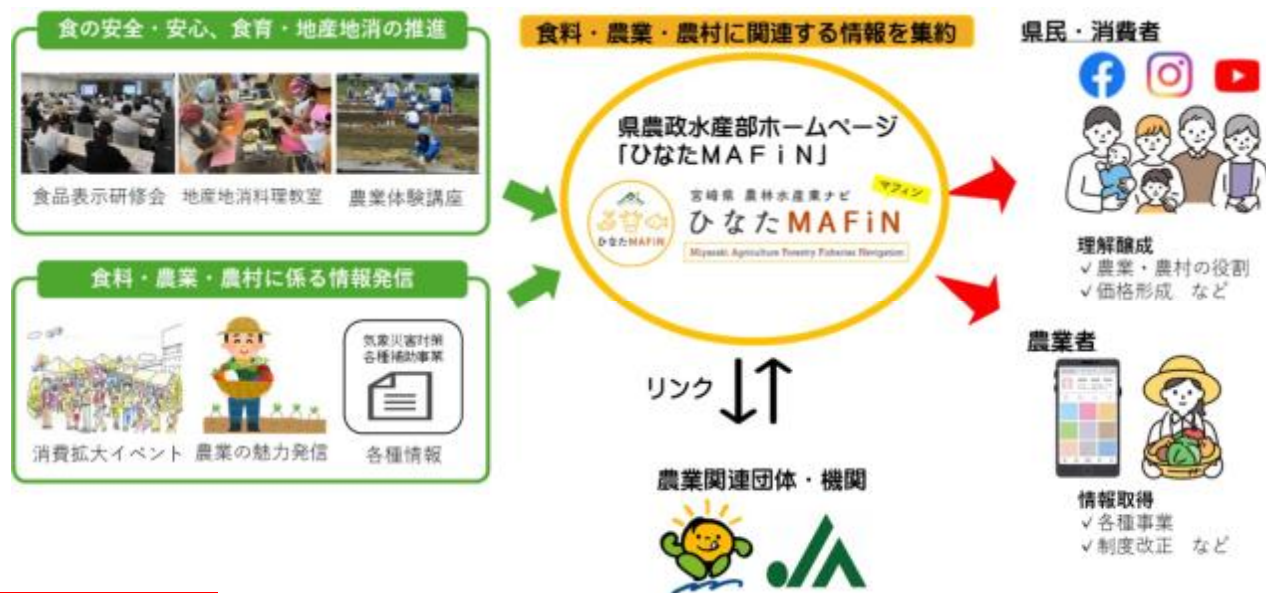 食の安全・安心、食育・地産地消の推進
食品表示研修会
地産地消料理教室
農業体験講座
食料・農業・農村に係る情報発信
気象災害対策
各種補助事業
消費拡大イベント
農業の魅力発信
各種情報
食料・農業・農村に関連する情報を集約
県農政水産部ホームページ
「ひなたMAFiN」
ひなたMAFiN
宮崎県 農林水産業ナビ
マフィン
ひなたMAFiN
Miyazaki Agriculture Forestry Fisheries Navigation
リンク
農業関連団体・機関
JA
県民・消費者
理解醸成
✓農業・農村の役割
✓価格形成 など
農業者
情報取得
✓各種事業
✓制度改正 など